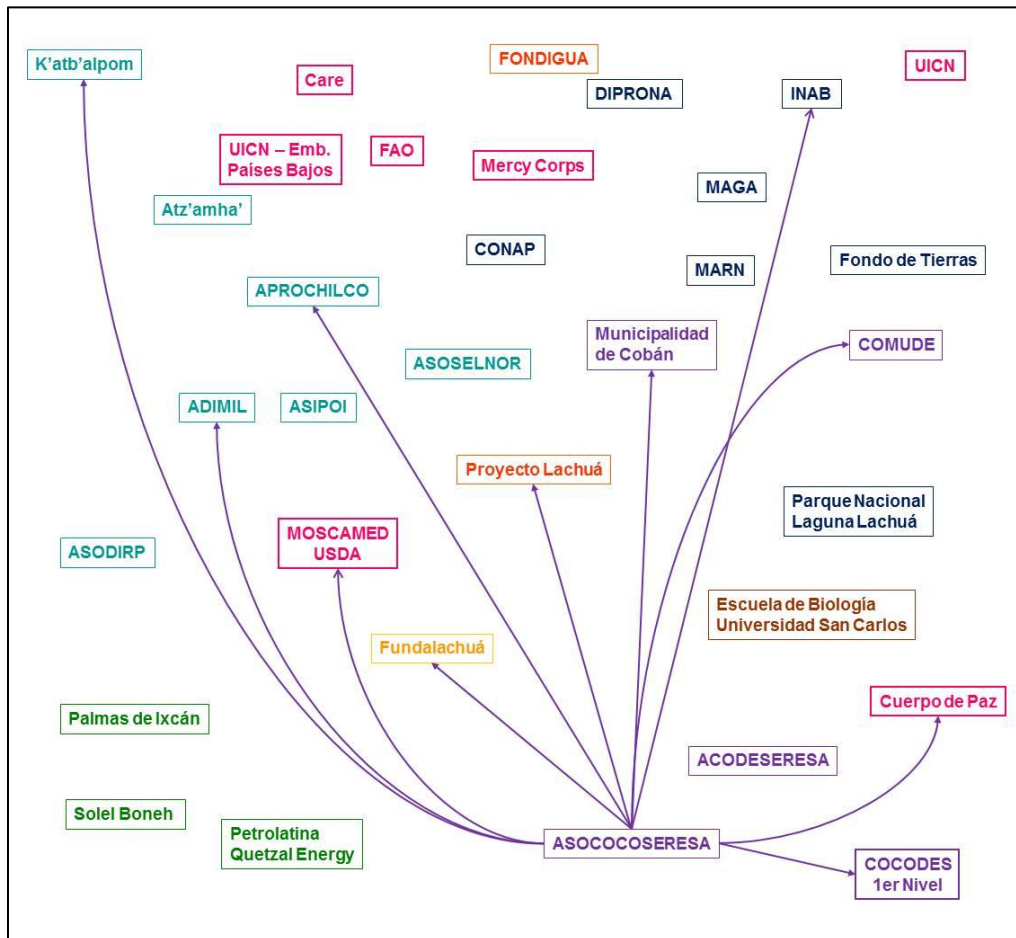 K'atb'alpom
Care
FONDIGUA
UICN
DIPRONA
INAB
UICN – Emb.
Países Bajos
FAO
Mercy Corps
MAGA
Atz'amha'
CONAP
MARN
Fondo de Tierras
APROCHILCO
Municipalidad
de Cobán
COMUDE
ASOSELNOR
ADIMIL
ASIPOI
Proyecto Lachuá
Parque Nacional
Laguna Lachuá
MOSCAMED
USDA
ASODIRP
Escuela de Biología
Universidad San Carlos
Fundalachuá
Palmas de Ixcán
Cuerpo de Paz
ACODESERESA
Solel Boneh
Petrolatina
Quetzal Energy
ASOCOCOSERESA
COCODES
1er Nivel